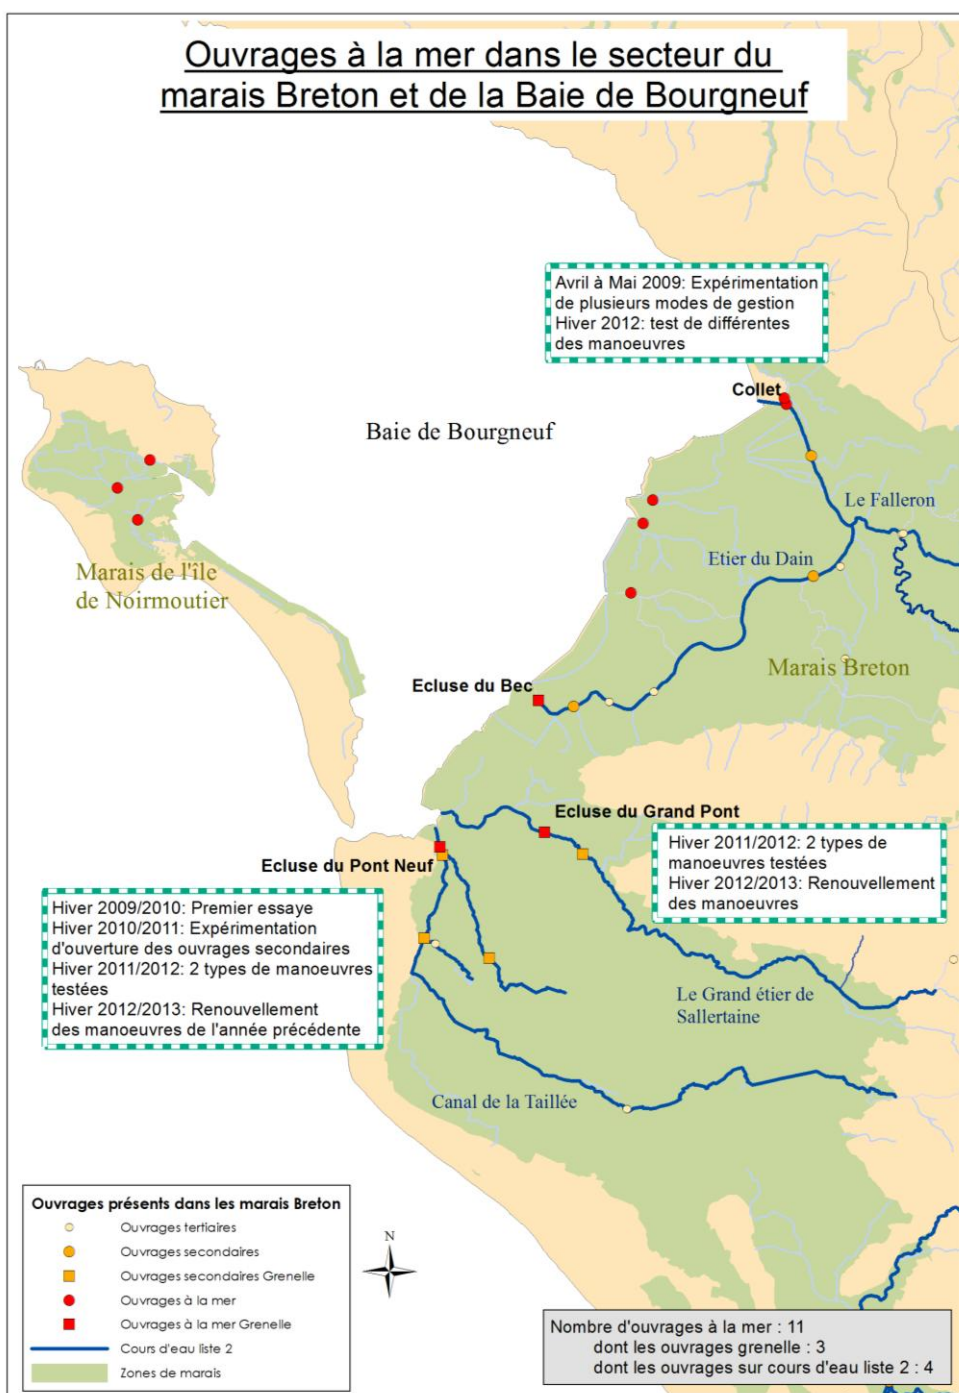 Ouvrages à la mer dans le secteur du
marais Breton et de la Baie de Bourgneuf
Avril à Mai 2009: Expérimentation
de plusieurs modes de gestion
Hiver 2012: test de différentes
des manoeuvres
Collet
Baie de Bourgneuf
Le Falleron
Etier du Dain
Marais de l'île
de Noirmoutier
Marais Breton
Ecluse du Bec
Ecluse du Grand Pont
Hiver 2011/2012: 2 types de
manoeuvres testées
Hiver 2012/2013: Renouvellement
des manoeuvres
Ecluse du Pont Neuf
Hiver 2009/2010: Premier essaye
Hiver 2010/2011: Expérimentation
d'ouverture des ouvrages secondaires
Hiver 2011/2012: 2 types de manoeuvres
testées
Hiver 2012/2013: Renouvellement
des manoeuvres de l'année précédente
Le Grand étier de
Sallertaine
Canal de la Taillée
Ouvrages présents dans les marais Breton
Ouvrages tertiaires
Ouvrages secondaires
Ouvrages secondaires Grenelle
Ouvrages à la mer
Ouvrages à la mer Grenelle
Cours d'eau liste 2
Zones de marais
N
Nombre d'ouvrages à la mer : 11
dont les ouvrages grenelle : 3
dont les ouvrages sur cours d'eau liste 2 : 4